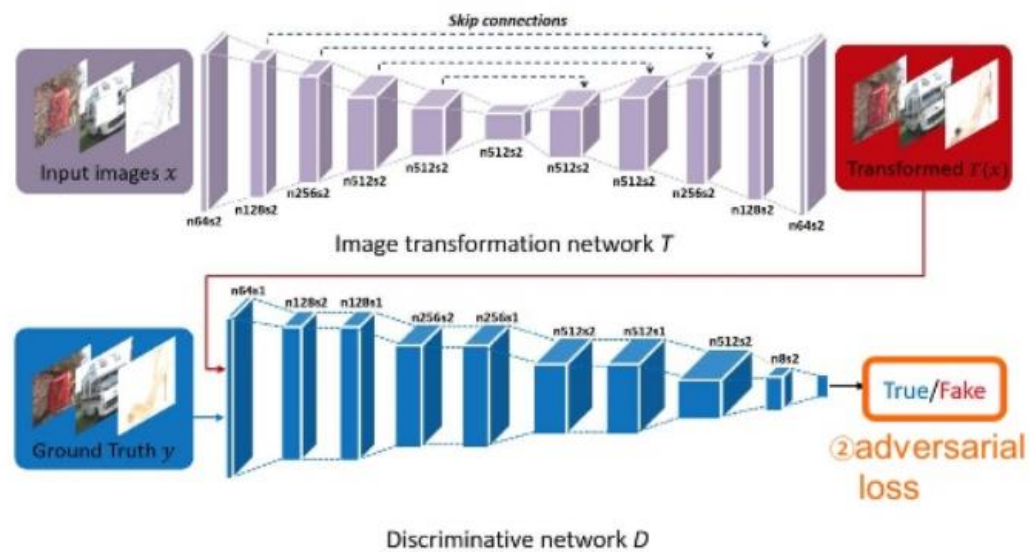 Skip connections
Input images x
n64s2
n128s2
n256s2
n512s2
n512s2
n512s2
n512s2
n512s2
n256s2
n128s2
n64s2
Transformed T(x)
Image transformation network T
n64s1
n128s2
n128s1
n256s2
n256s1
n512s2
n512s1
n512s2
n8s2
Ground Truth y
True/Fake
②adversarial
loss
Discriminative network D